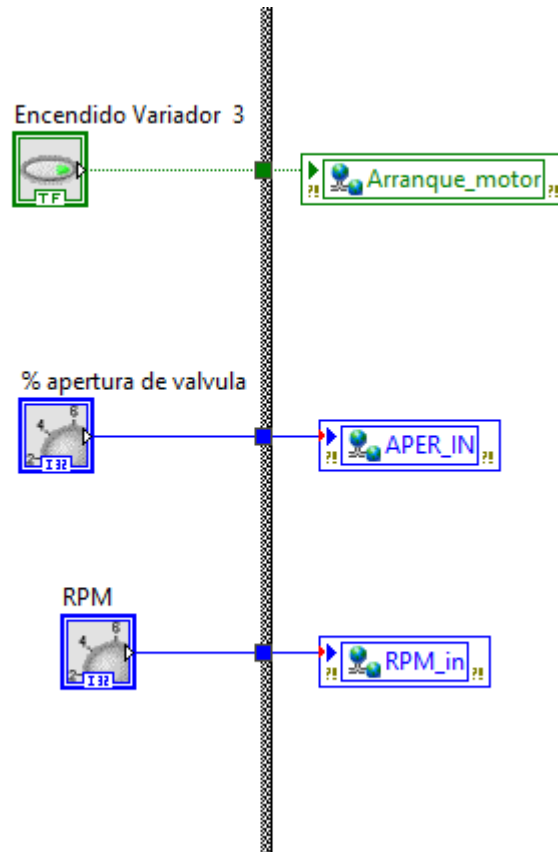 Encendido Variador 3
TF
Arranque_motor
?!
?!
% apertura de valvula
2
4
6
I32
APER_IN
?!
?!
RPM
2
4
6
I32
RPM_in
?!
?!